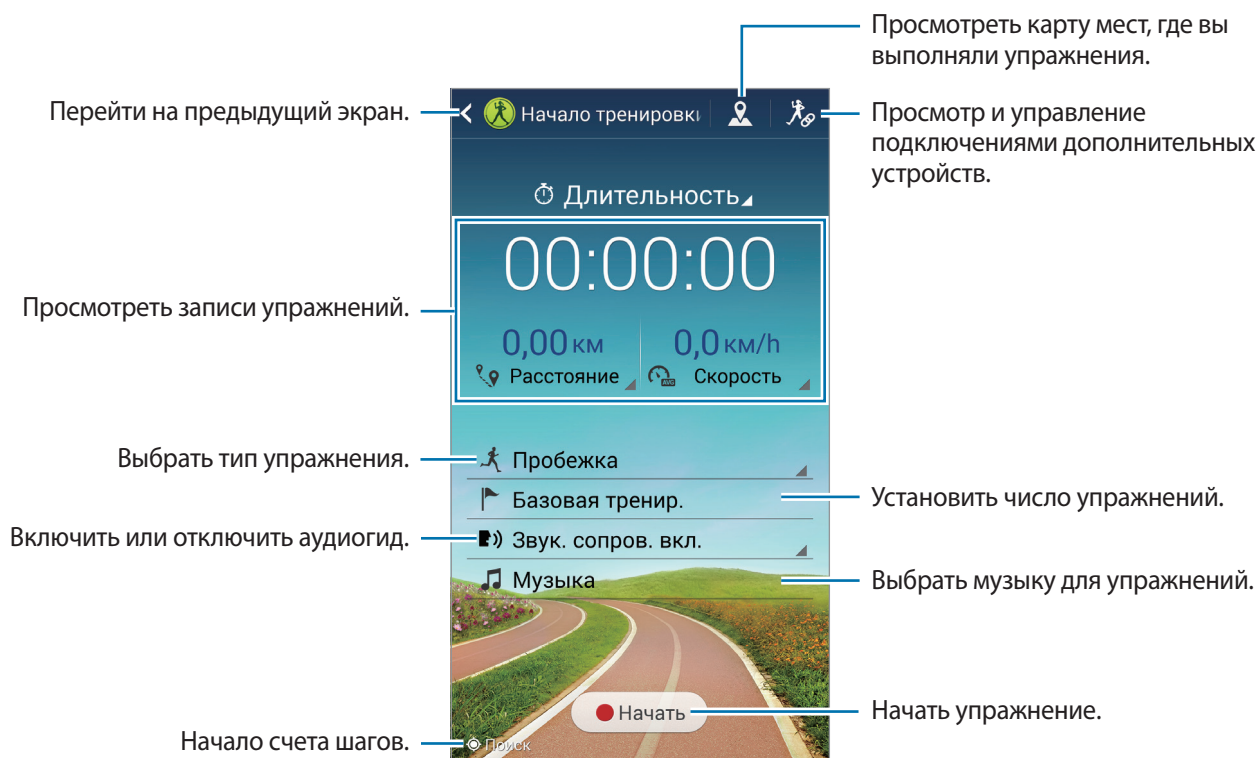 Просмотреть карту мест, где вы
выполняли упражнения.
Перейти на предыдущий экран.
Начало тренировки
Просмотр и управление
подключениями дополнительных
устройств.
Длительность
00:00:00
Просмотреть записи упражнений.
0,00 км
0,0 км/h
Расстояние
AVG
Скорость
Выбрать тип упражнения.
Пробежка
Базовая тренир.
Установить число упражнений.
Включить или отключить аудиогид.
Звук. сопров. вкл.
Музыка
Выбрать музыку для упражнений.
Начать
Начать упражнение.
Начало счета шагов.
Поиск